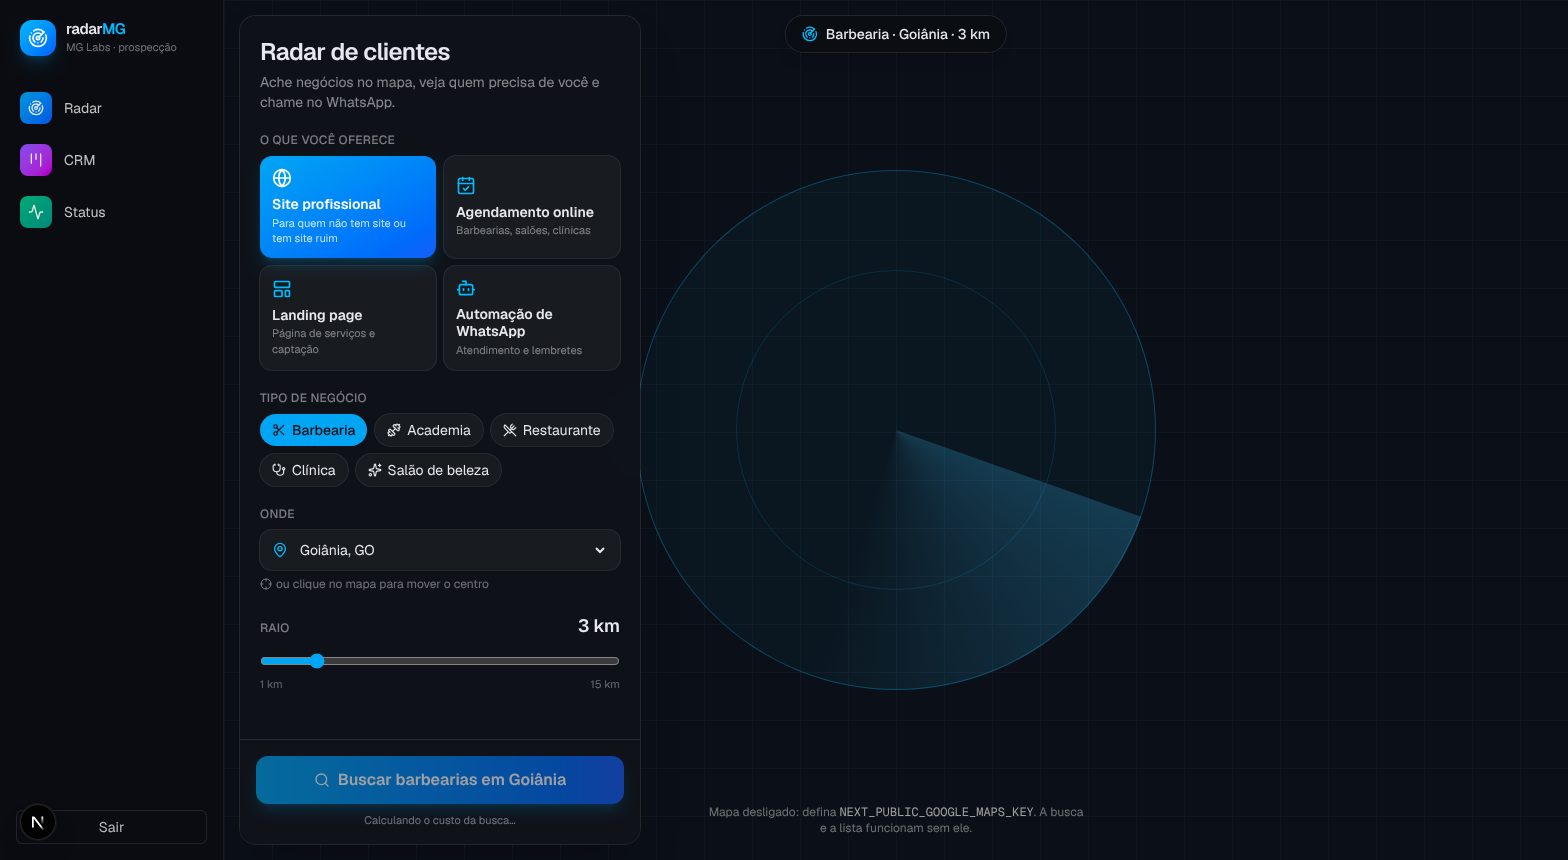 radarMG
MG Labs · prospecção
Radar
CRM
Status
N
Sair
Radar de clientes
Ache negócios no mapa, veja quem precisa de você e
chame no WhatsApp.
O QUE VOCÊ OFERECE
Site profissional
Para quem não tem site ou
tem site ruim
Agendamento online
Barbearias, salões, clínicas
Landing page
Página de serviços e
captação
Automação de
WhatsApp
Atendimento e lembretes
TIPO DE NEGÓCIO
Barbearia
Academia
Restaurante
Clínica
Salão de beleza
ONDE
Goiânia, GO
ou clique no mapa para mover o centro
RAIO
3 km
1 km
15 km
Buscar barbearias em Goiânia
Calculando o custo da busca…
Barbearia · Goiânia · 3 km
Mapa desligado: defina NEXT_PUBLIC_GOOGLE_MAPS_KEY. A busca
e a lista funcionam sem ele.